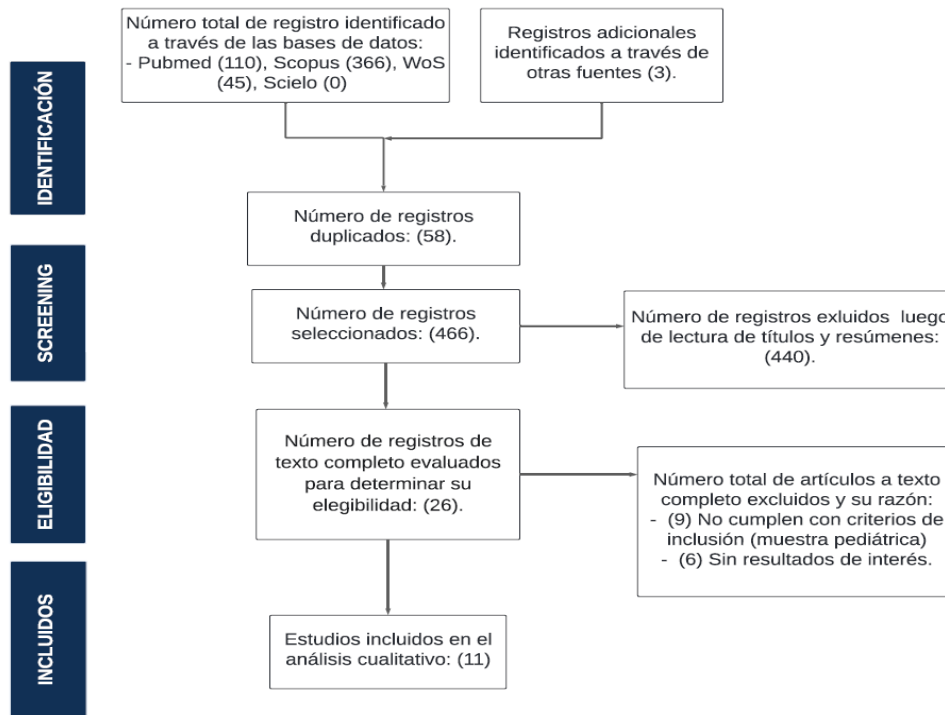 IDENTIFICACIÓN
Número total de registro identificado
a través de las bases de datos:
- Pubmed (110), Scopus (366), WoS
(45), Scielo (0)
Registros adicionales
identificados a través de
otras fuentes (3).
Número de registros
duplicados: (58).
SCREENING
Número de registros
seleccionados: (466).
Número de registros exluidos luego
de lectura de títulos y resúmenes:
(440).
ELIGIBILIDAD
Número de registros de
texto completo evaluados
para determinar su
elegibilidad: (26).
Número total de artículos a texto
completo excluidos y su razón:
- (9) No cumplen con criterios de
inclusión (muestra pediátrica)
- (6) Sin resultados de interés.
INCLUIDOS
Estudios incluidos en el
análisis cualitativo: (11)